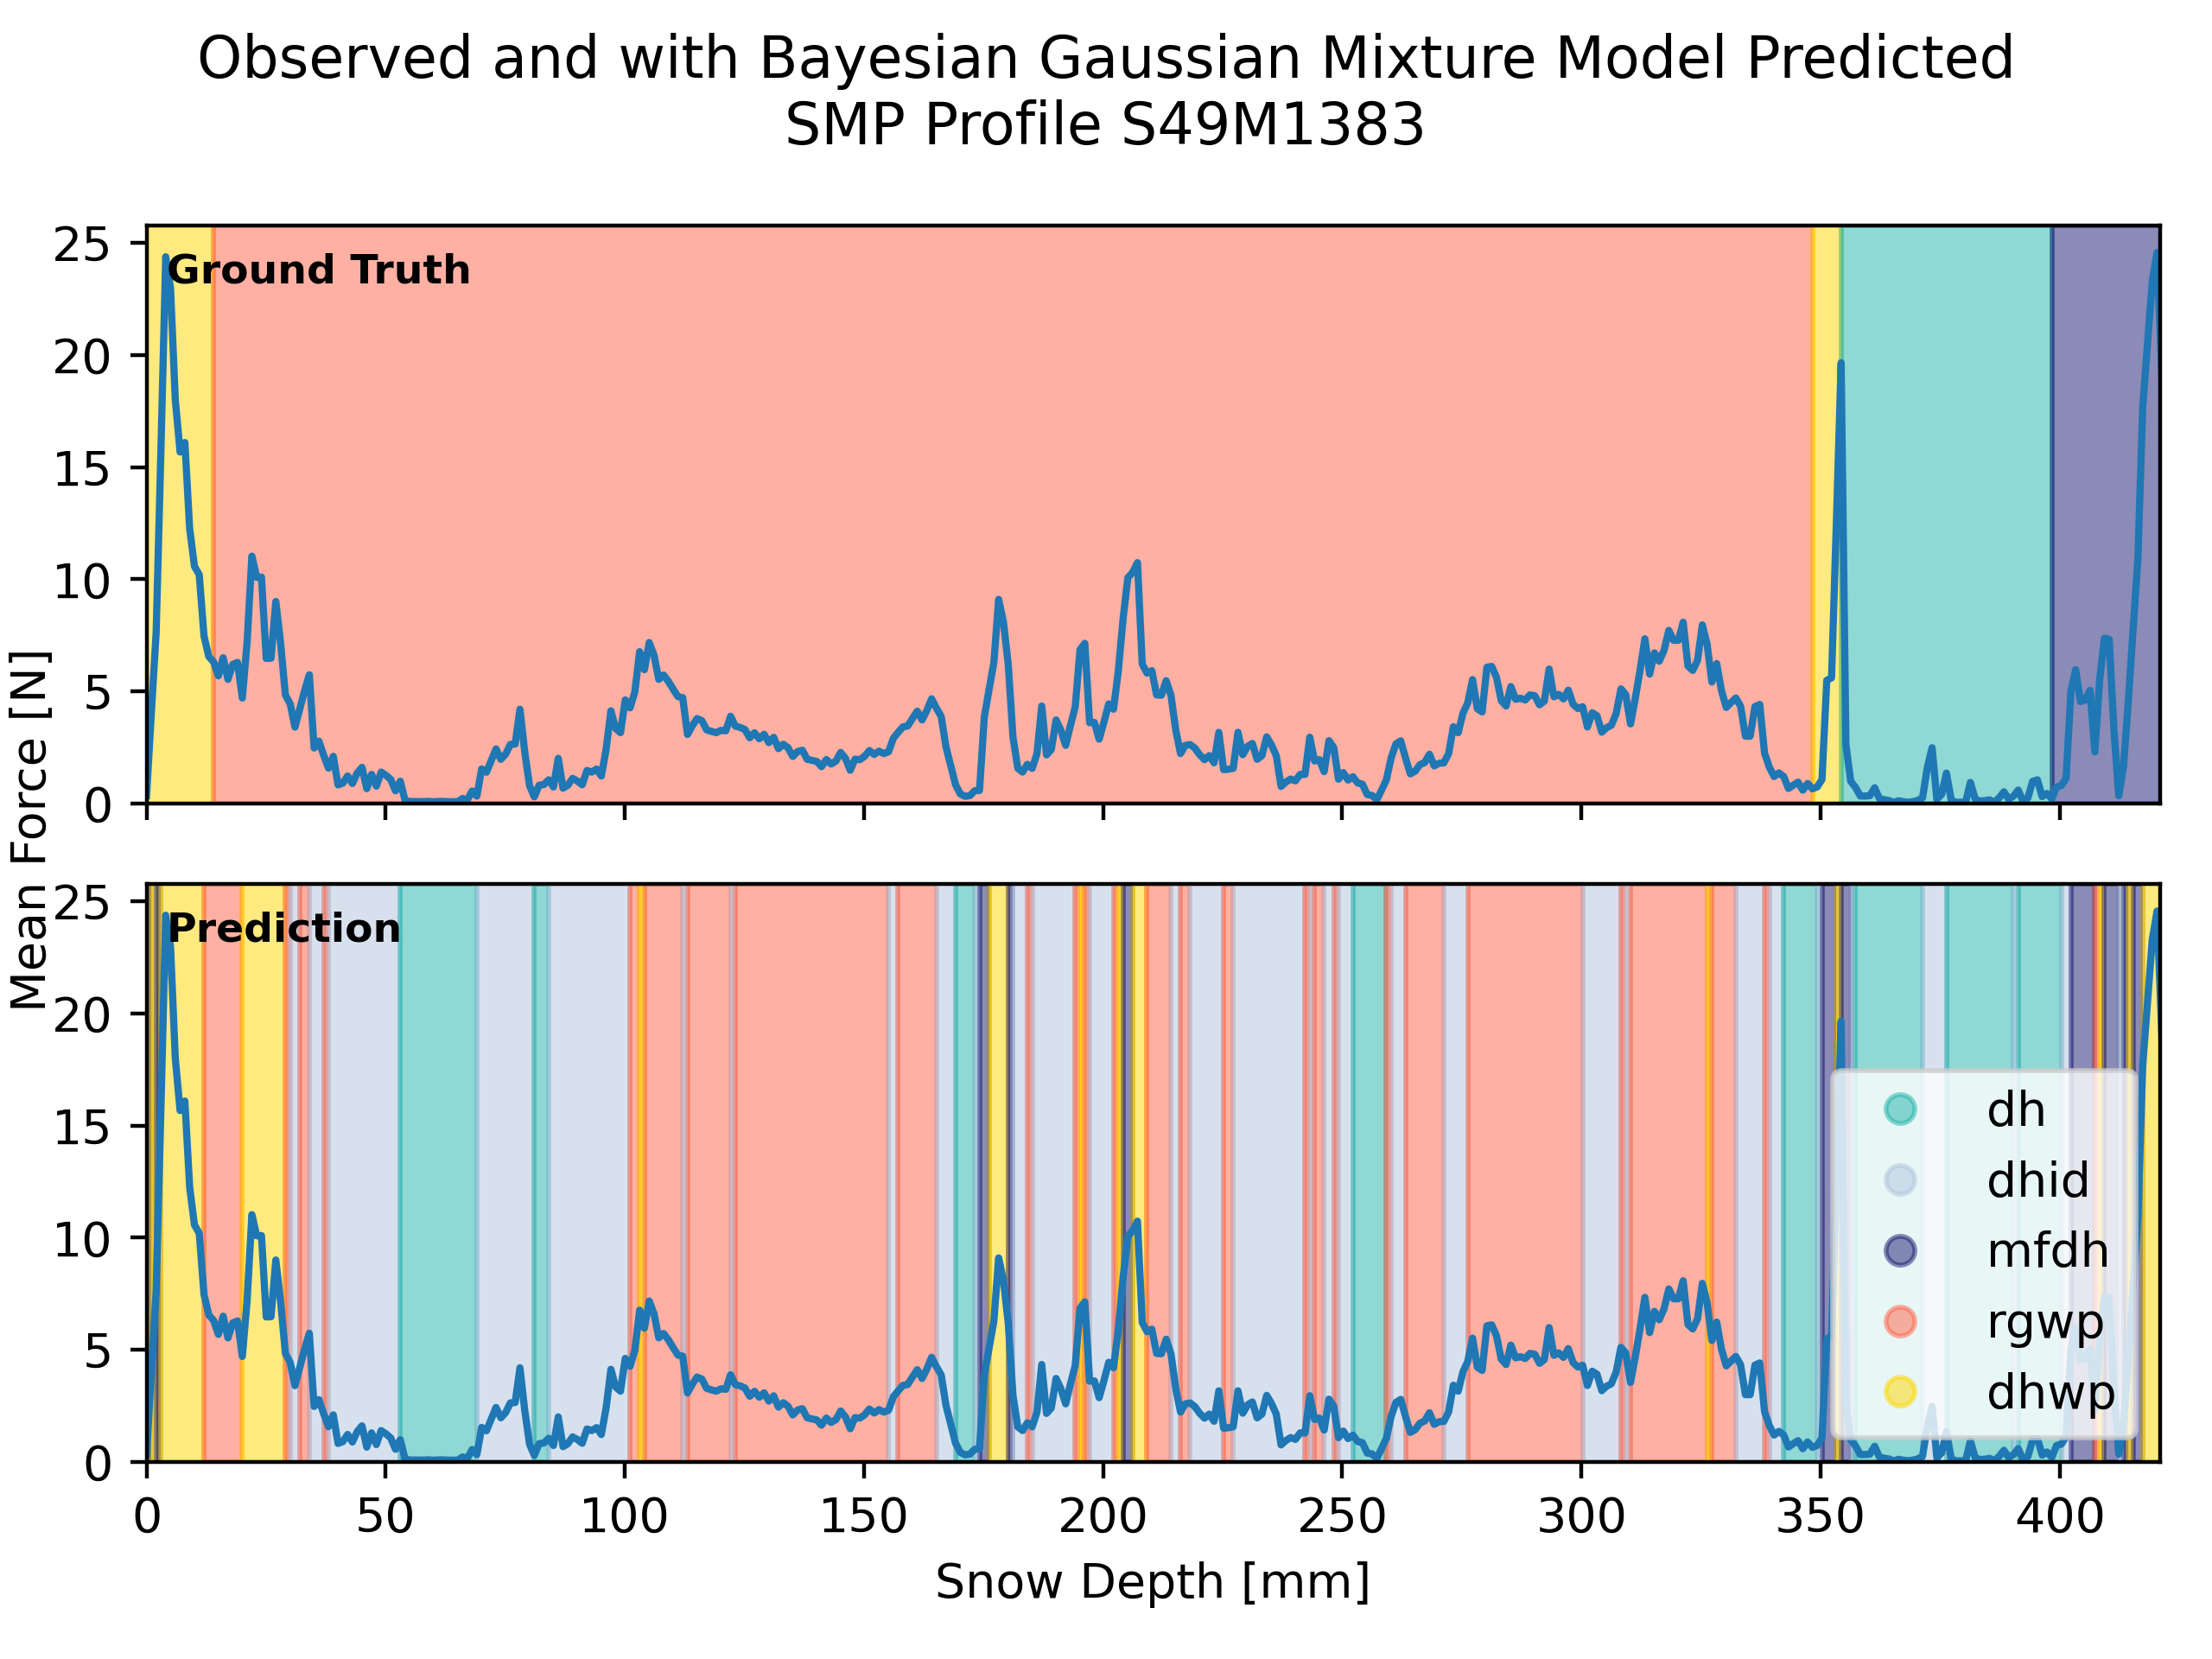 Observed and with Bayesian Gaussian Mixture Model Predicted
SMP Profile S49M1383
Mean Force [N]
25
20
15
10
5
0
Ground Truth
25
20
15
10
5
0
Prediction
dh
dhid
mfdh
rgwp
dhwp
0 50 100 150 200 250 300 350 400
Snow Depth [mm]